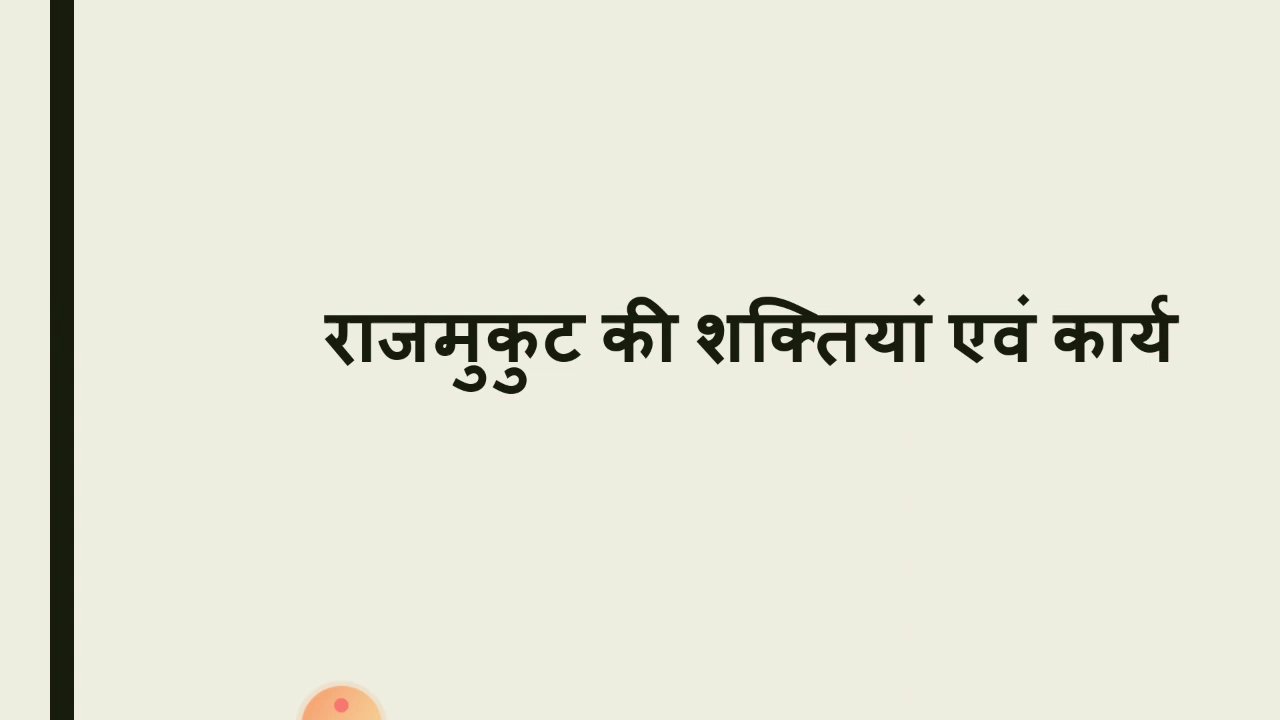 राजमुकुट की शक्तियां एवं कार्य